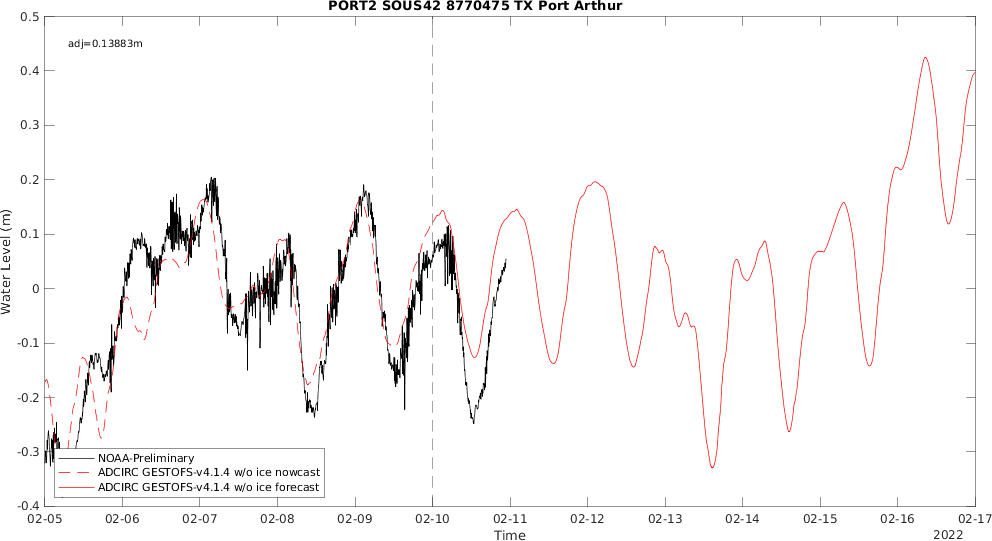 PORT2 SOUS42 8770475 TX Port Arthur
adj=0.13883m
0.5
0.4
0.3
0.2
0.1
0
-0.1
-0.2
-0.3
-0.4
Water Level (m)
NOAA-Preliminary
ADCIRC GESTOFS-v4.1.4 w/o ice nowcast
ADCIRC GESTOFS-v4.1.4 w/o ice forecast
02-05 02-06 02-07 02-08 02-09 02-10 02-11 02-12 02-13 02-14 02-15 02-16 02-17
Time
2022